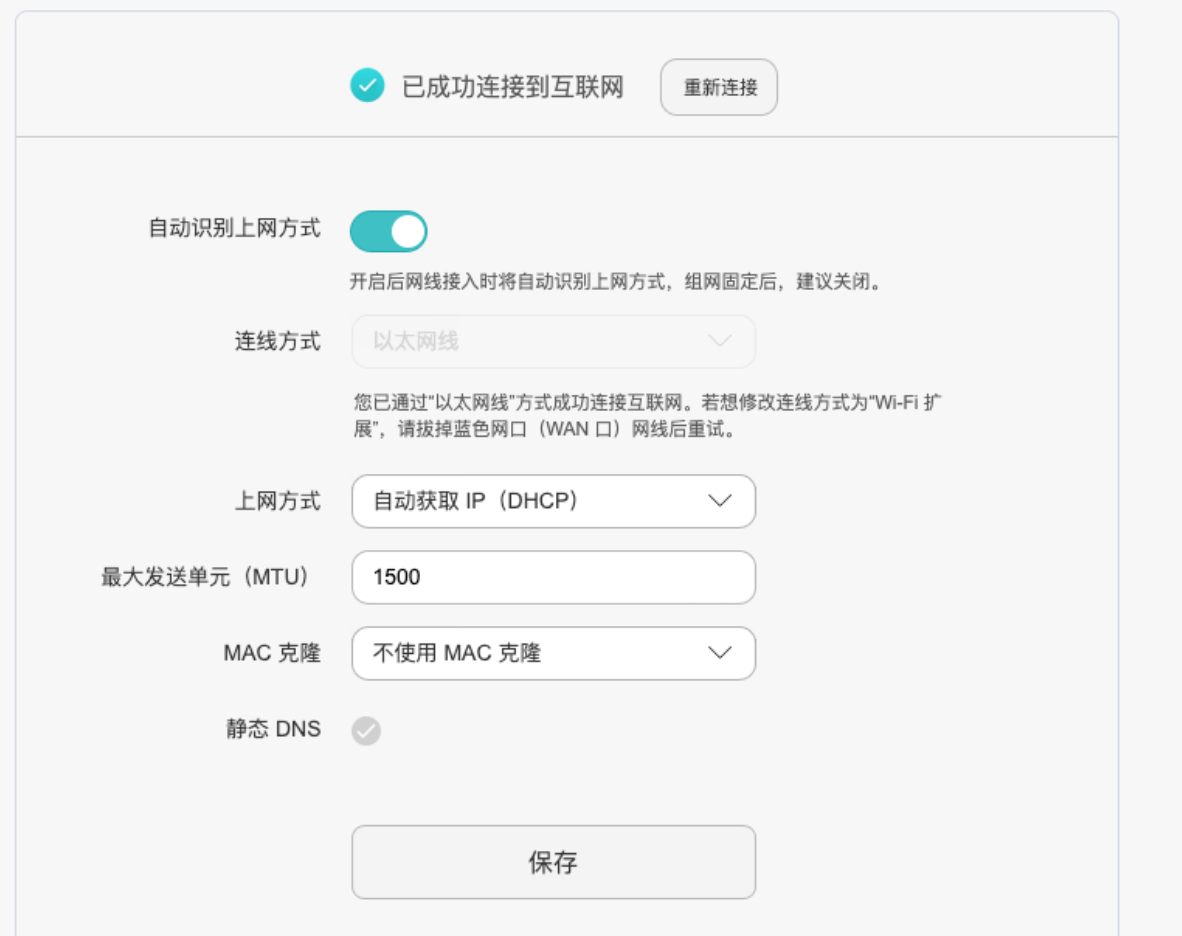 已成功连接到互联网 重新连接
自动识别上网方式
开启后网线接入时将自动识别上网方式，组网固定后，建议关闭。
连线方式 以太网线
您已通过“以太网线”方式成功连接互联网。若想修改连线方式为“Wi-Fi 扩
展”，请拔掉蓝色网口（WAN 口）网线后重试。
上网方式 自动获取 IP（DHCP）
最大发送单元（MTU） 1500
MAC 克隆 不使用 MAC 克隆
静态 DNS
保存